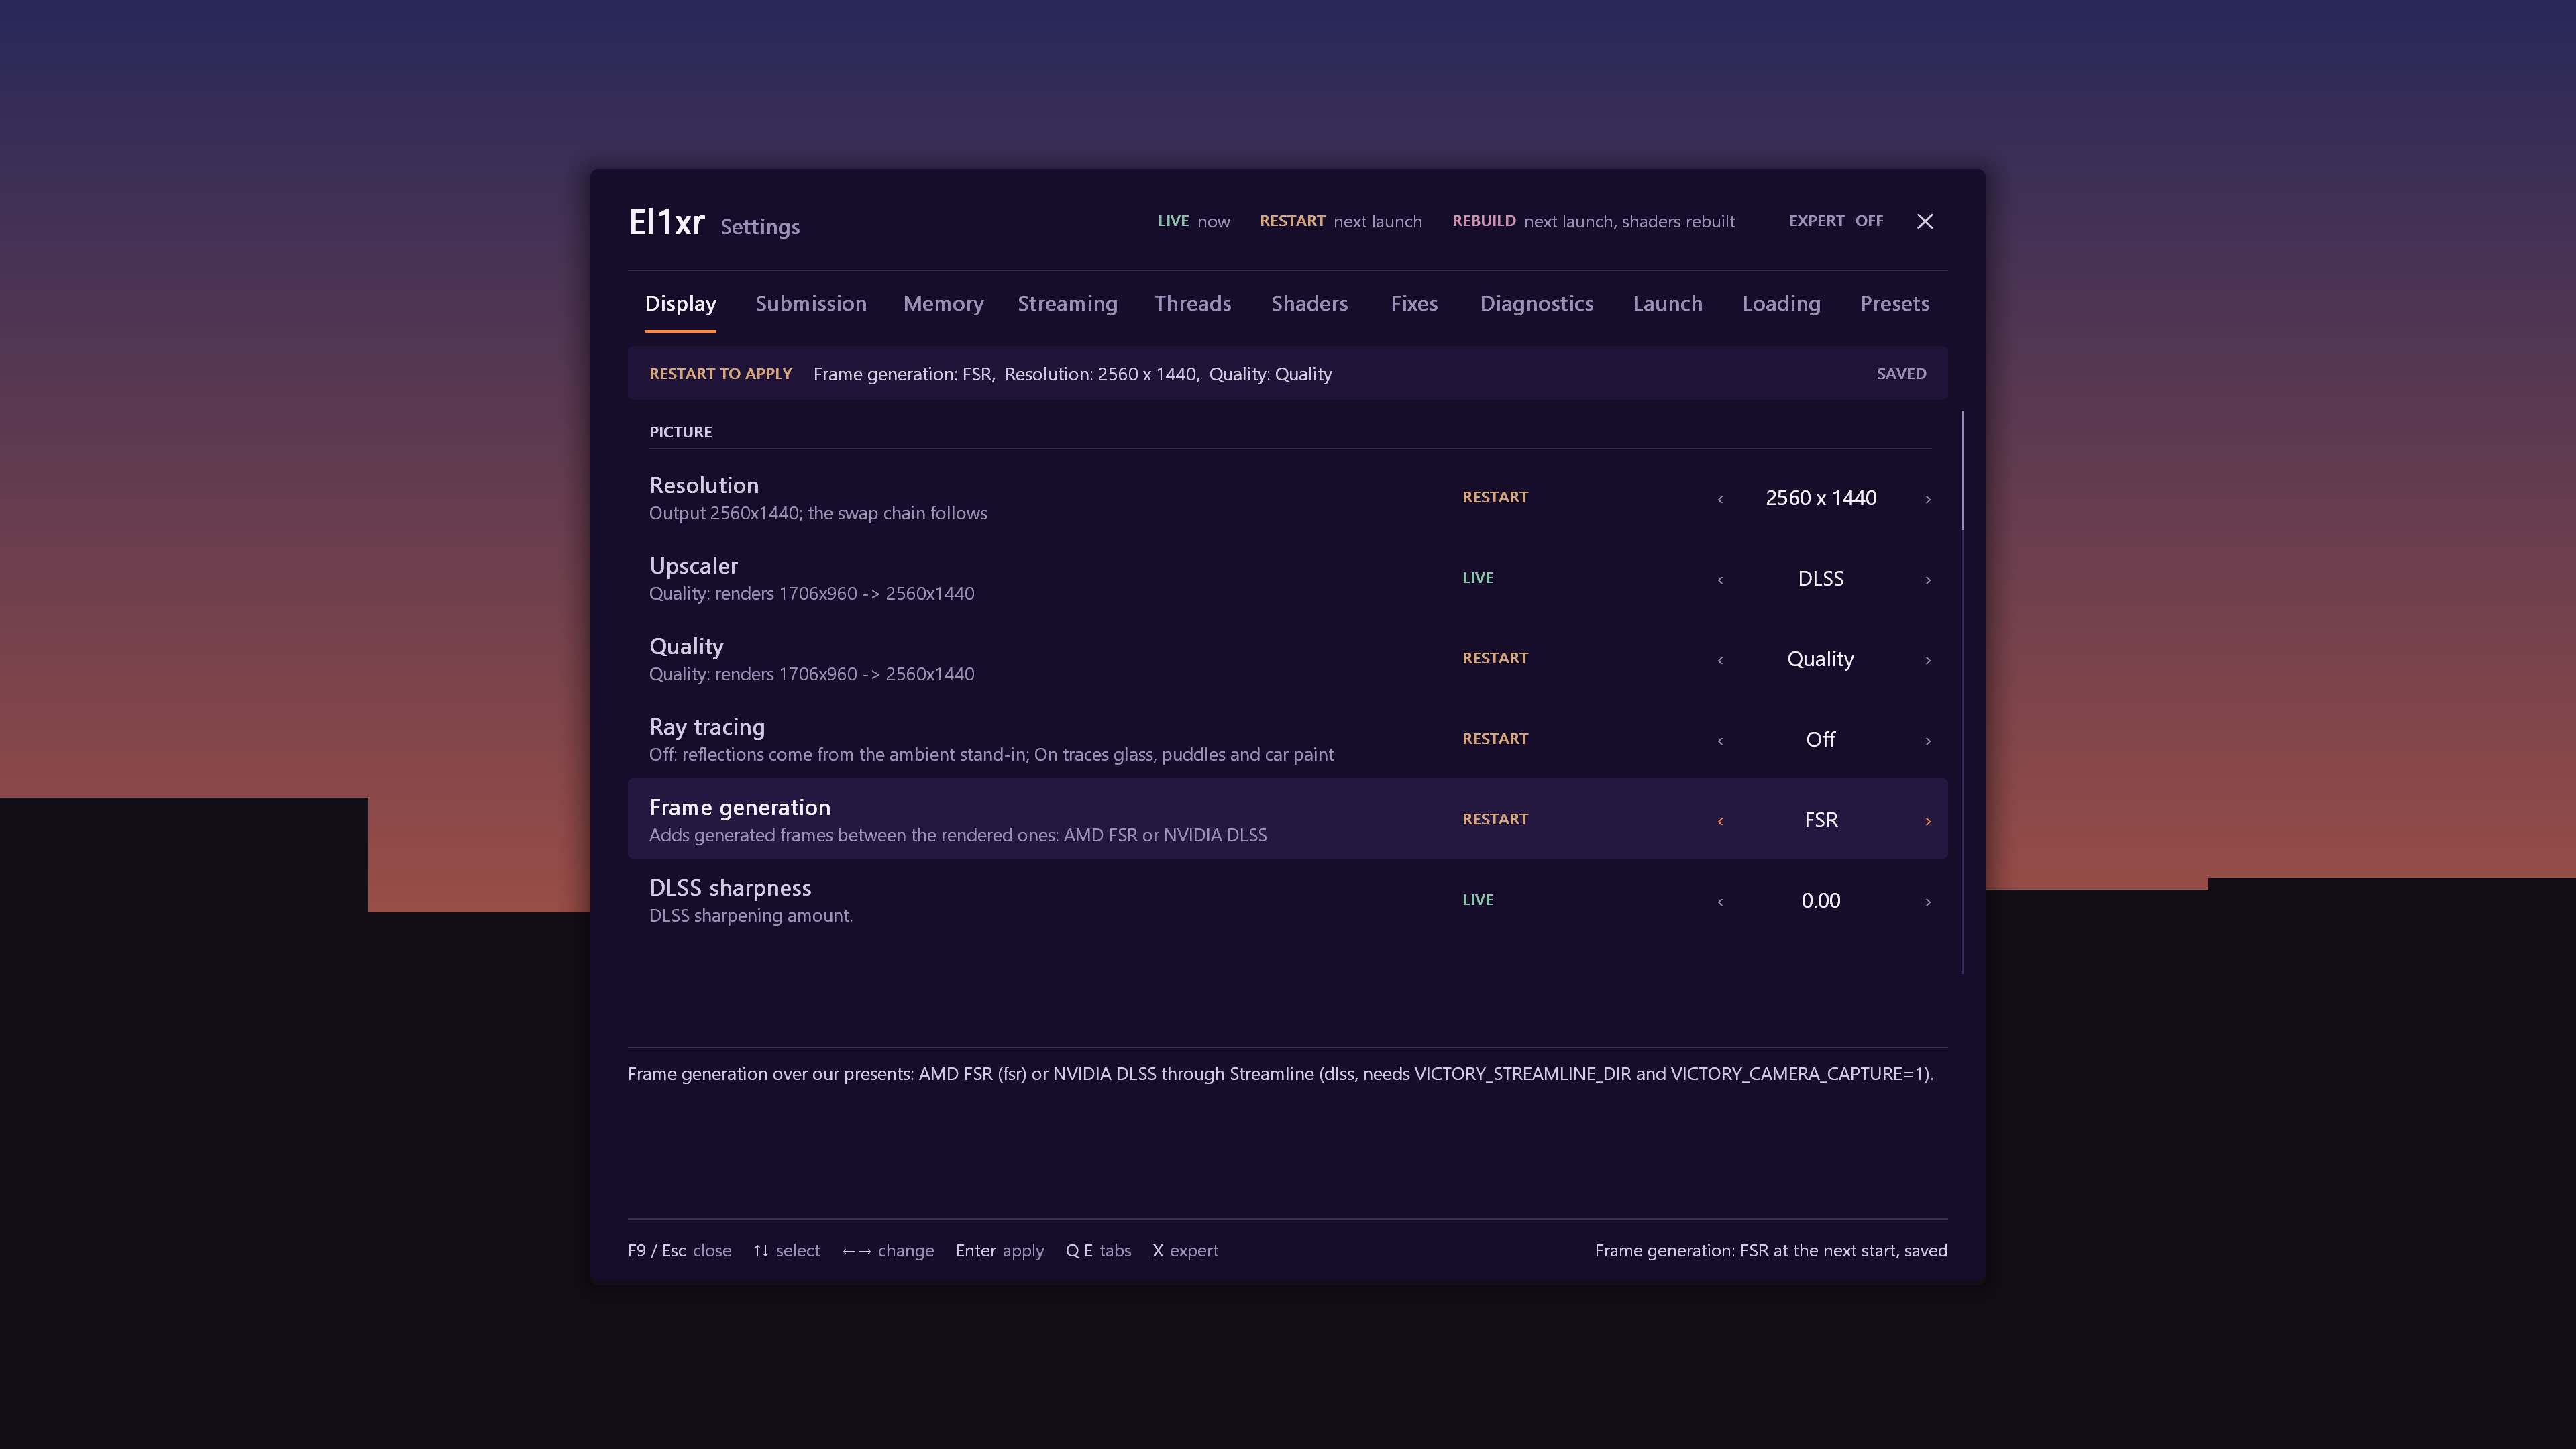 El1xr Settings LIVE now RESTART next launch REBUILD next launch, shaders rebuilt EXPERT OFF ✕
Display Submission Memory Streaming Threads Shaders Fixes Diagnostics Launch Loading Presets
RESTART TO APPLY Frame generation: FSR, Resolution: 2560 x 1440, Quality: Quality SAVED
PICTURE
Resolution RESTART ‹ 2560 x 1440 ›
Output 2560x1440; the swap chain follows
Upscaler LIVE ‹ DLSS ›
Quality: renders 1706x960 -> 2560x1440
Quality RESTART ‹ Quality ›
Quality: renders 1706x960 -> 2560x1440
Ray tracing RESTART ‹ Off ›
Off: reflections come from the ambient stand-in; On traces glass, puddles and car paint
Frame generation RESTART ‹ FSR ›
Adds generated frames between the rendered ones: AMD FSR or NVIDIA DLSS
DLSS sharpness LIVE ‹ 0.00 ›
DLSS sharpening amount.
Frame generation over our presents: AMD FSR (fsr) or NVIDIA DLSS through Streamline (dlss, needs VICTORY_STREAMLINE_DIR and VICTORY_CAMERA_CAPTURE=1).
F9 / Esc close ↑↓ select ←→ change Enter apply Q E tabs X expert Frame generation: FSR at the next start, saved